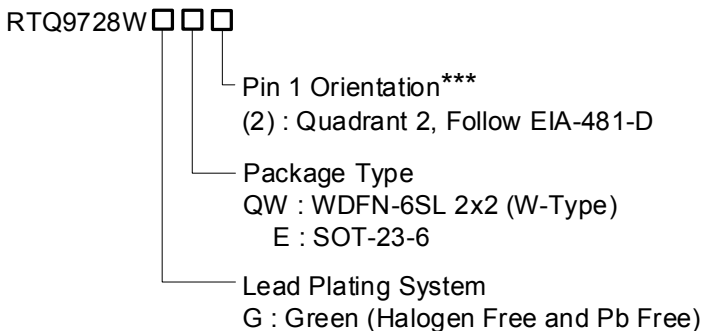 RTQ9728W□□□
Pin 1 Orientation***
(2) : Quadrant 2, Follow EIA-481-D
Package Type
QW : WDFN-6SL 2x2 (W-Type)
E : SOT-23-6
Lead Plating System
G : Green (Halogen Free and Pb Free)